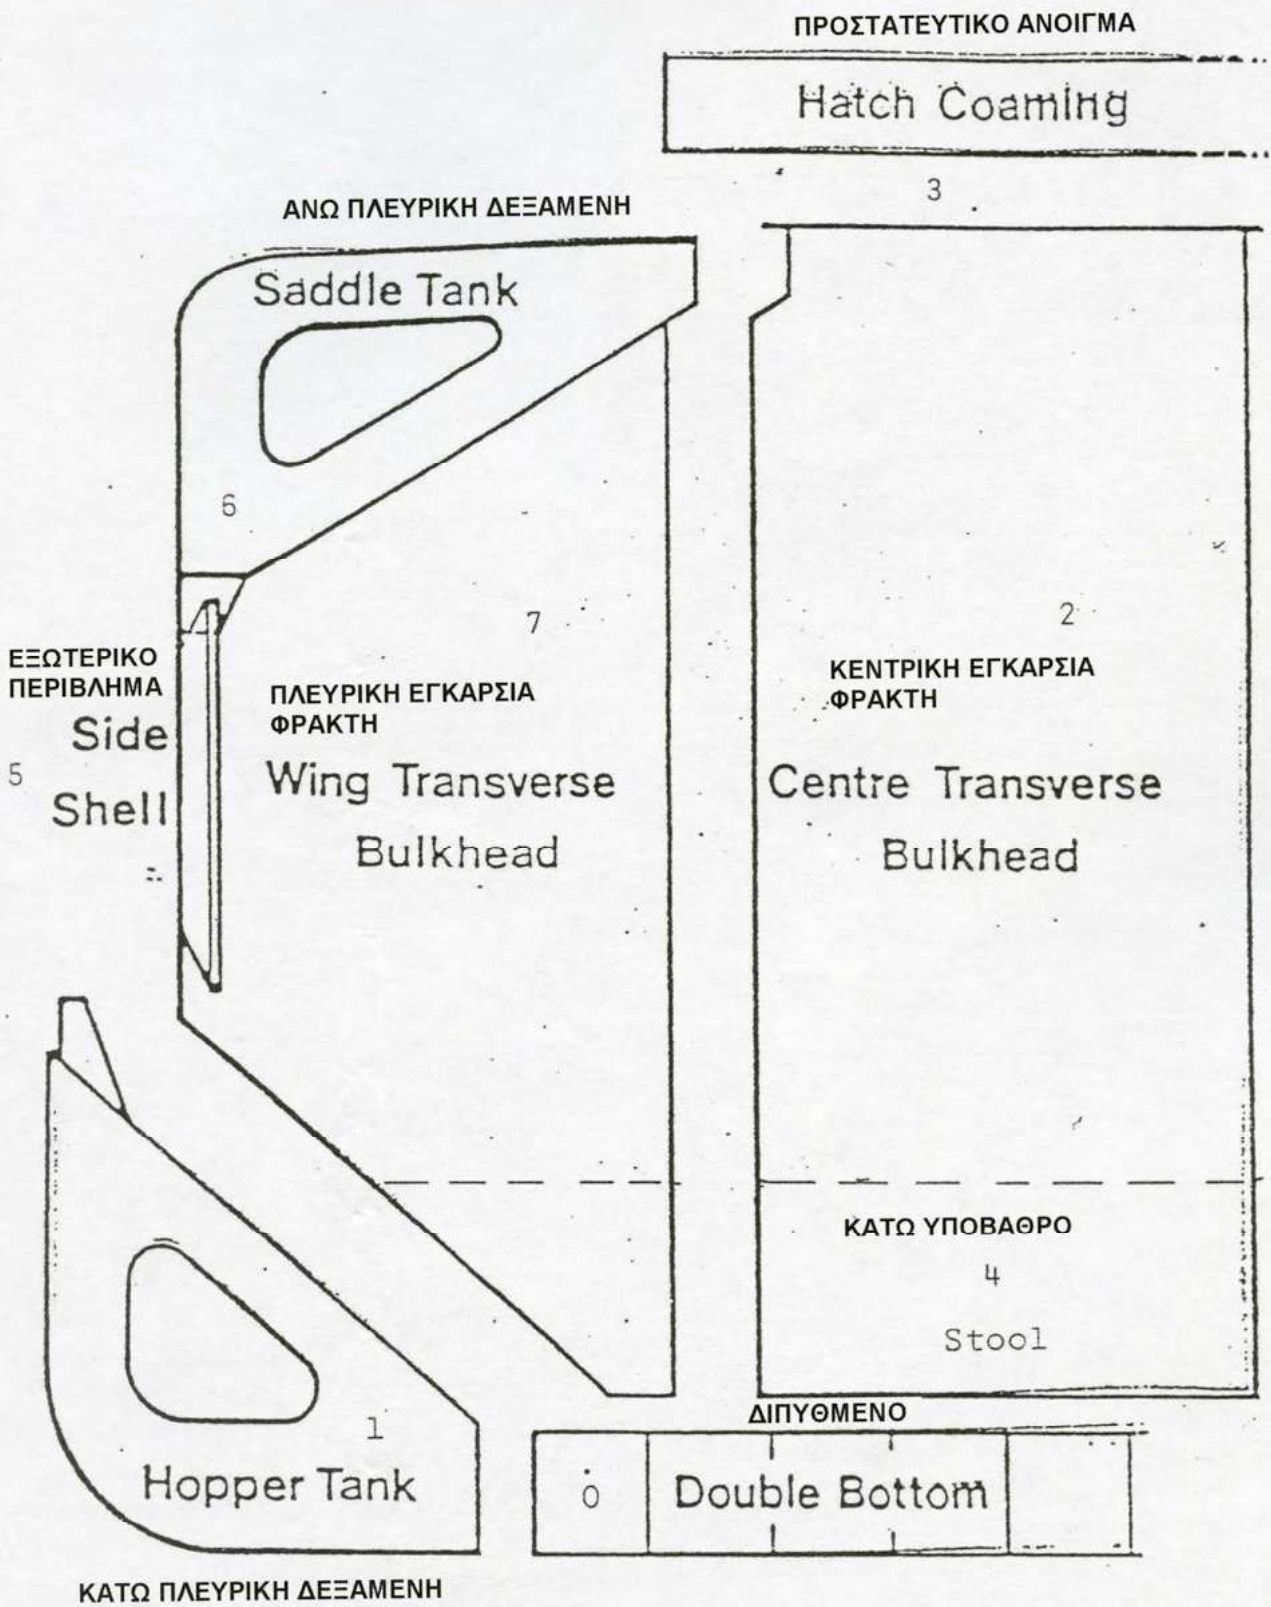 ΠΡΟΣΤΑΤΕΥΤΙΚΟ ΑΝΟΙΓΜΑ
Hatch Coaming
3
ΑΝΩ ΠΛΕΥΡΙΚΗ ΔΕΞΑΜΕΝΗ
Saddle Tank
6
7
2
ΕΞΩΤΕΡΙΚΟ
ΠΕΡΙΒΛΗΜΑ
Side
Shell
5
ΠΛΕΥΡΙΚΗ ΕΓΚΑΡΣΙΑ
ΦΡΑΚΤΗ
Wing Transverse
Bulkhead
ΚΕΝΤΡΙΚΗ ΕΓΚΑΡΣΙΑ
ΦΡΑΚΤΗ
Centre Transverse
Bulkhead
ΚΑΤΩ ΥΠΟΒΑΘΡΟ
4
Stool
1
Hopper Tank
ΔΙΠΥΘΜΕΝΟ
0
Double Bottom
ΚΑΤΩ ΠΛΕΥΡΙΚΗ ΔΕΞΑΜΕΝΗ